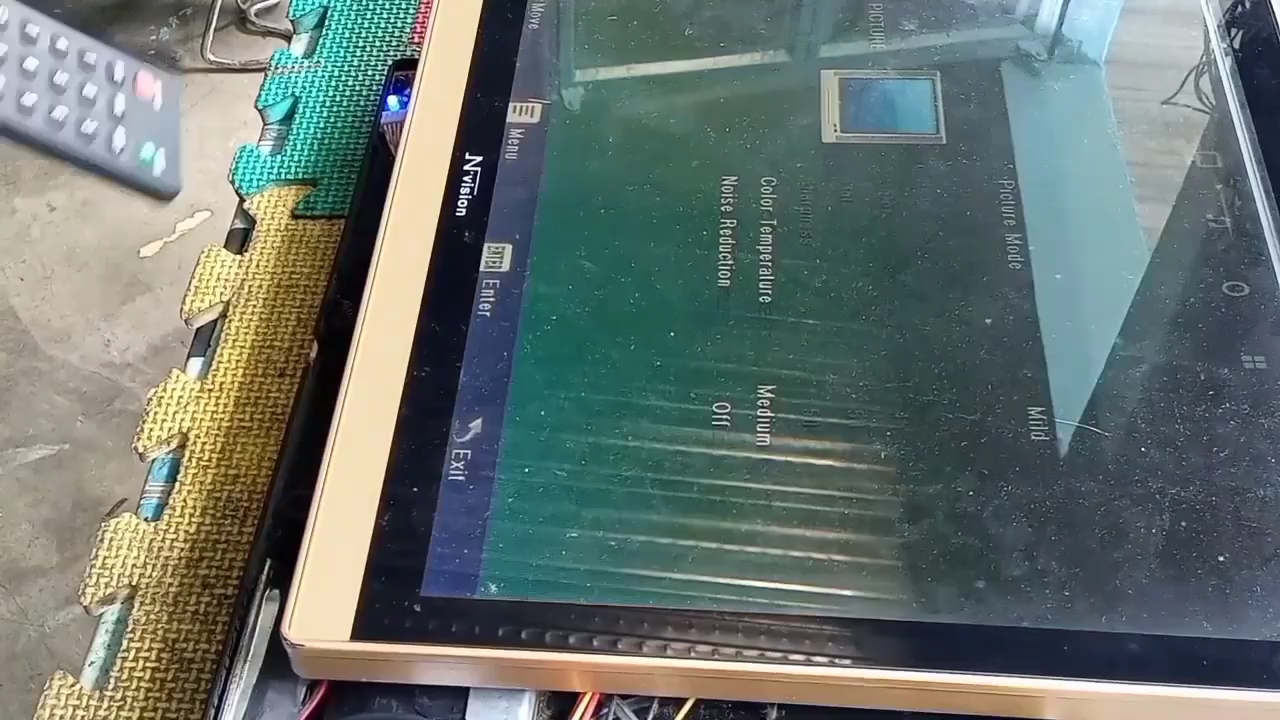 PICTURE
Picture Mode Mild
Color Temperature Medium
Noise Reduction Off
Move
Menu
ENTER Enter
Exit
N-vision